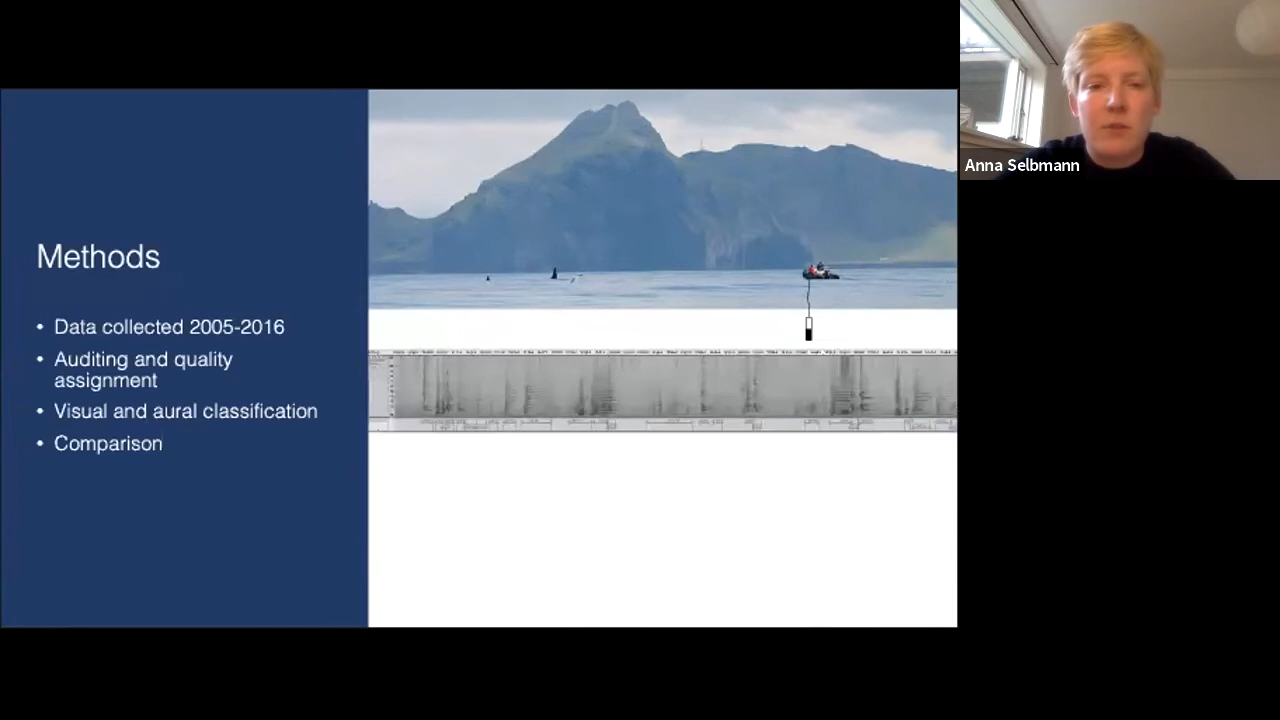 Methods
• Data collected 2005-2016
• Auditing and quality
assignment
• Visual and aural classification
• Comparison
Anna Selbmann